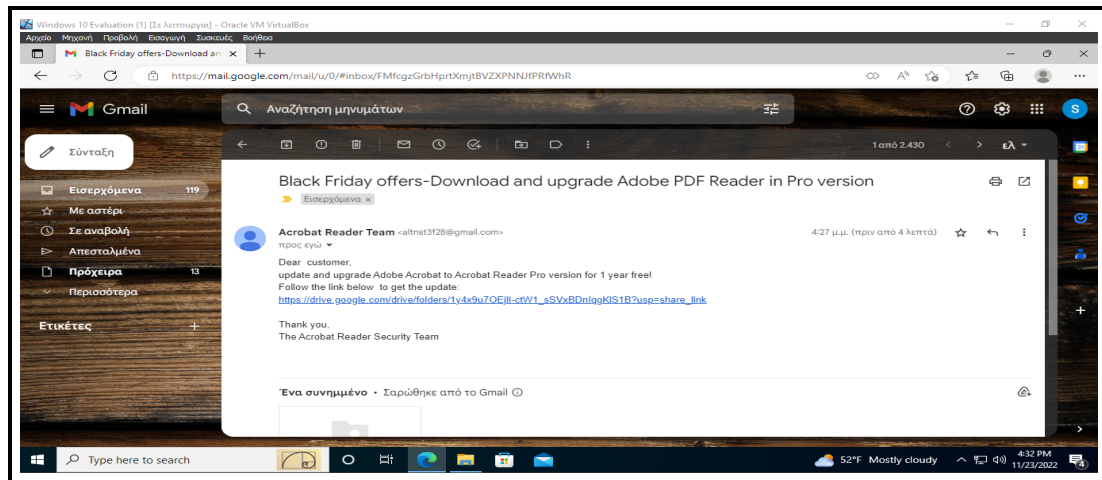 Windows 10 Evaluation (1) [Σε λειτουργία] - Oracle VM VirtualBox
Αρχείο Μηχανή Προβολή Εισαγωγή Συσκευές Βοήθεια
Black Friday offers-Download an
https://mail.google.com/mail/u/0/#inbox/FMfcgzGrbHprtXmjtBVZXPNNJfPRfWhR
Gmail
Αναζήτηση μηνυμάτων
S
Σύνταξη
1 από 2.430
ελ
Εισερχόμενα 119
Με αστέρι
Σε αναβολή
Απεσταλμένα
Πρόχειρα 13
Περισσότερα
Ετικέτες +
Black Friday offers-Download and upgrade Adobe PDF Reader in Pro version
Εισερχόμενα x
Acrobat Reader Team <altnst3f28@gmail.com>
4:27 μ.μ. (πριν από 4 λεπτά)
προς εγώ
Dear customer,
update and upgrade Adobe Acrobat to Acrobat Reader Pro version for 1 year free!
Follow the link below to get the update:
https://drive.google.com/drive/folders/1y4x9u7OEjlI-ctW1_sSVxBDnIqgKIS1B?usp=share_link
Thank you,
The Acrobat Reader Security Team
Ένα συνημμένο • Σαρώθηκε από το Gmail
Type here to search
52°F Mostly cloudy
4:32 PM
11/23/2022
4